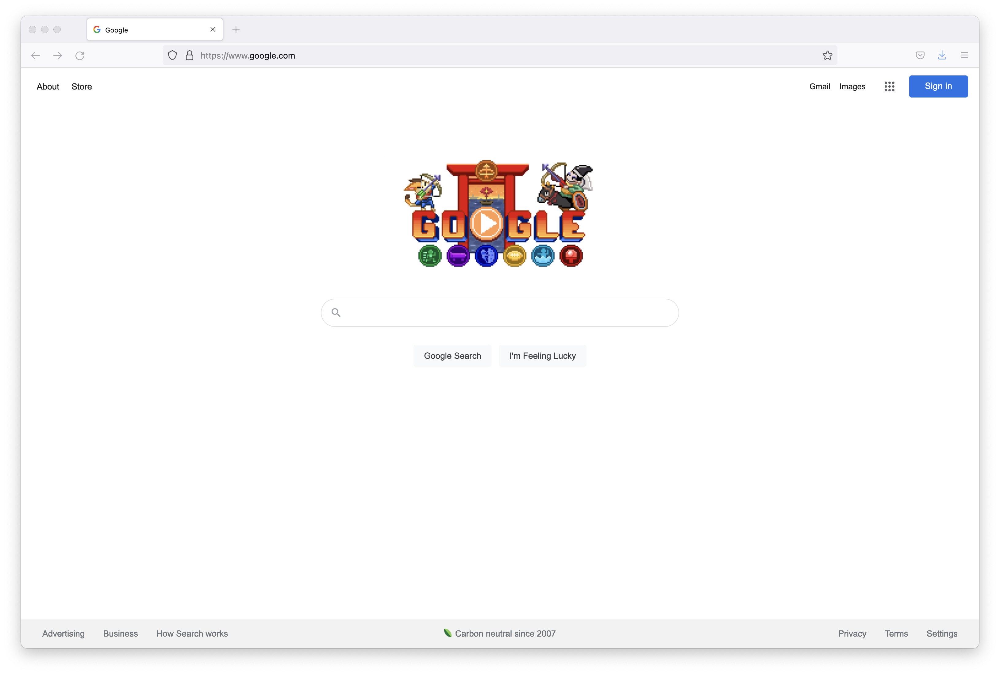 Google
https://www.google.com
About Store
Gmail Images
Sign in
GOOGLE
Google Search
I'm Feeling Lucky
Advertising Business How Search works
Carbon neutral since 2007
Privacy Terms Settings